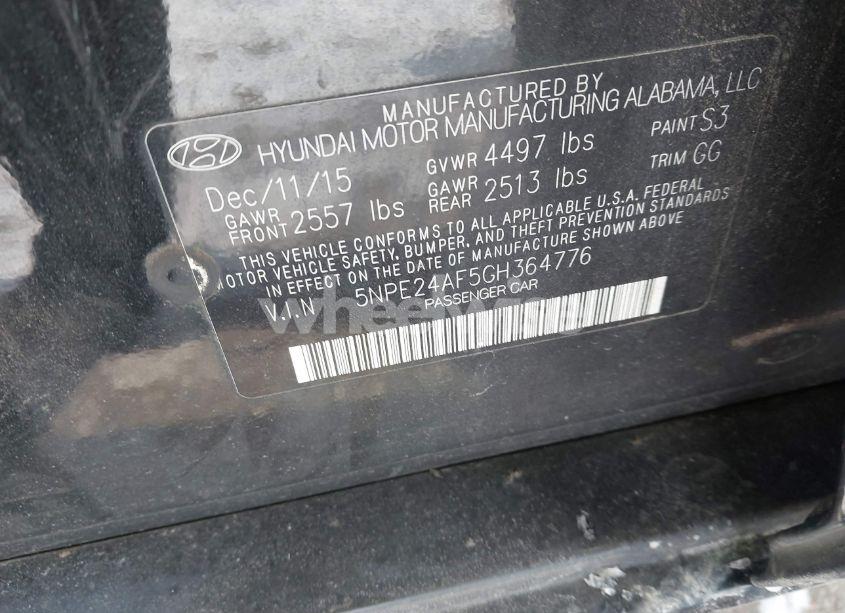 MANUFACTURED BY
HYUNDAI MOTOR MANUFACTURING ALABAMA, LLC
Dec/11/15 GVWR 4497 lbs PAINT S3
GAWR FRONT 2557 lbs GAWR REAR 2513 lbs TRIM GG
THIS VEHICLE CONFORMS TO ALL APPLICABLE U.S.A. FEDERAL
MOTOR VEHICLE SAFETY, BUMPER, AND THEFT PREVENTION STANDARDS
IN EFFECT ON THE DATE OF MANUFACTURE SHOWN ABOVE
V.I.N 5NPE24AF5GH364776
PASSENGER CAR